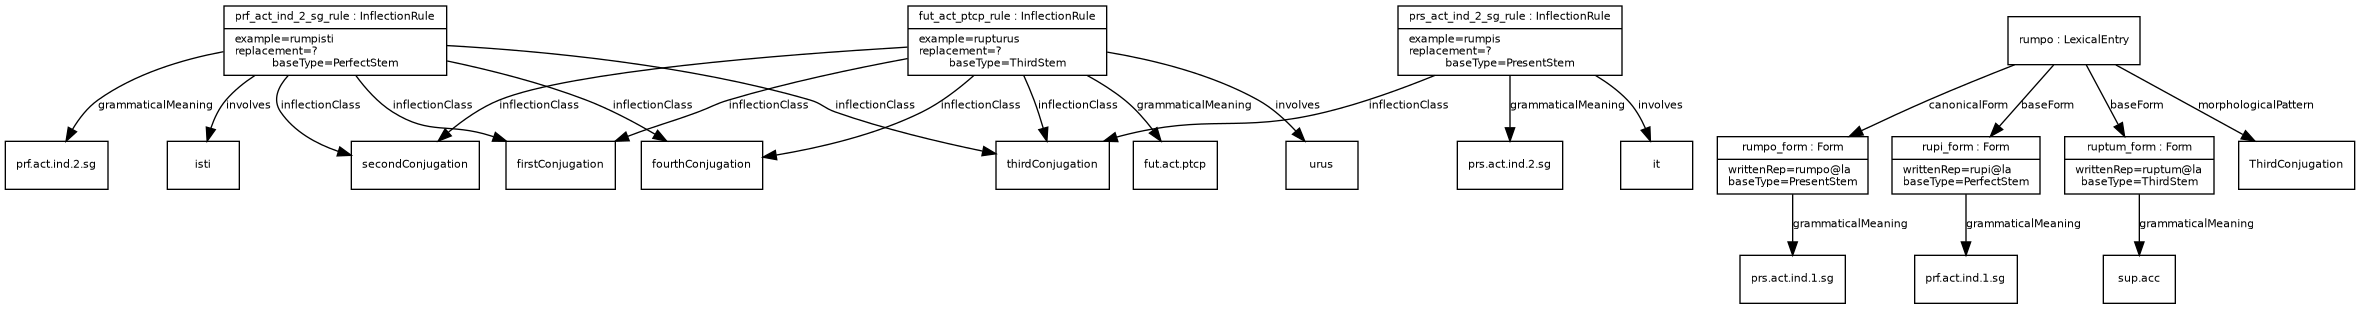 prf_act_ind_2_sg_rule : InflectionRule
example=rumpisti
replacement=?
baseType=PerfectStem
fut_act_ptcp_rule : InflectionRule
example=rupturus
replacement=?
baseType=ThirdStem
prs_act_ind_2_sg_rule : InflectionRule
example=rumpis
replacement=?
baseType=PresentStem
rumpo : LexicalEntry
grammaticalMeaning
involves
inflectionClass
inflectionClass
inflectionClass
inflectionClass
inflectionClass
inflectionClass
inflectionClass
inflectionClass
grammaticalMeaning
involves
inflectionClass
grammaticalMeaning
involves
canonicalForm
baseForm
baseForm
morphologicalPattern
prf.act.ind.2.sg
isti
secondConjugation
firstConjugation
fourthConjugation
thirdConjugation
fut.act.ptcp
urus
prs.act.ind.2.sg
it
rumpo_form : Form
writtenRep=rumpo@la
baseType=PresentStem
rupi_form : Form
writtenRep=rupi@la
baseType=PerfectStem
ruptum_form : Form
writtenRep=ruptum@la
baseType=ThirdStem
ThirdConjugation
grammaticalMeaning
grammaticalMeaning
grammaticalMeaning
prs.act.ind.1.sg
prf.act.ind.1.sg
sup.acc